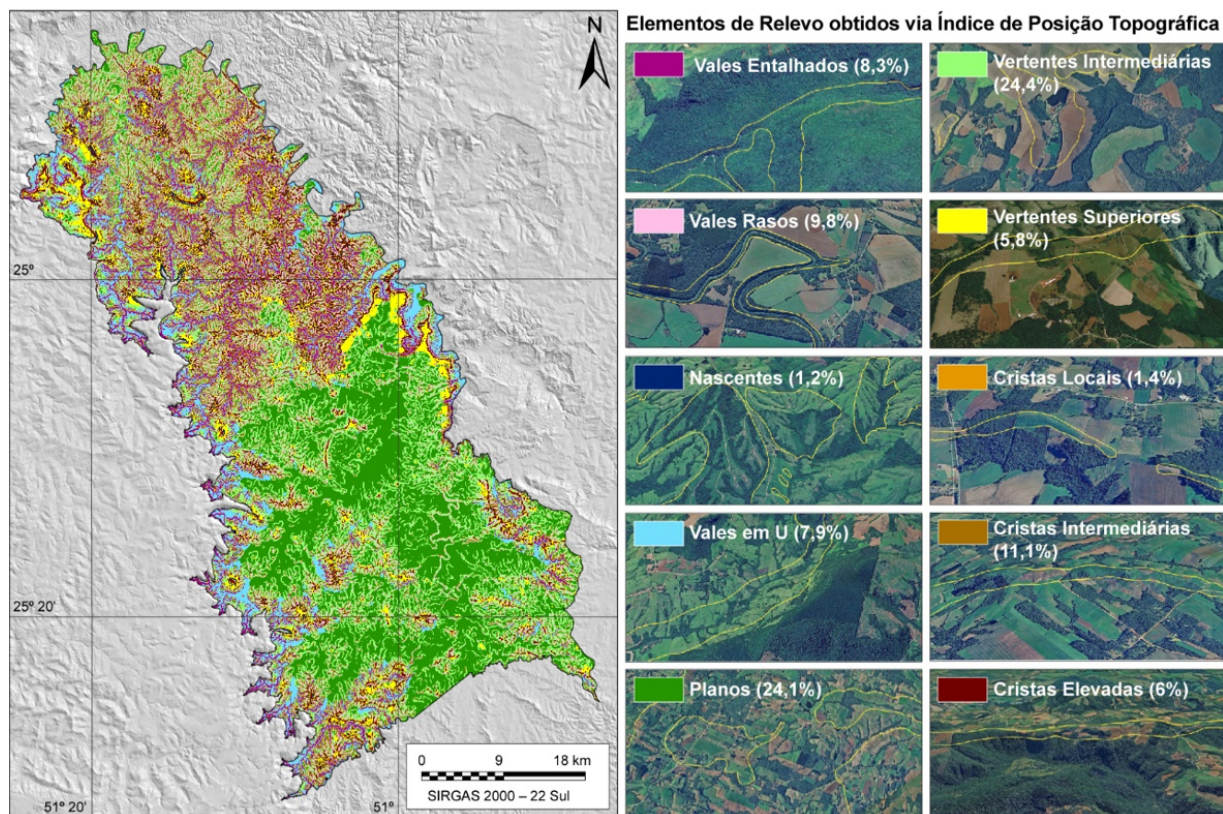 N
25º
25º 20'
51º 20'
51º
0 9 18 km
SIRGAS 2000 – 22 Sul
Elementos de Relevo obtidos via Índice de Posição Topográfica
Vales Entalhados (8,3%)
Vertentes Intermediárias
(24,4%)
Vales Rasos (9,8%)
Vertentes Superiores
(5,8%)
Nascentes (1,2%)
Cristas Locais (1,4%)
Vales em U (7,9%)
Cristas Intermediárias
(11,1%)
Planos (24,1%)
Cristas Elevadas (6%)